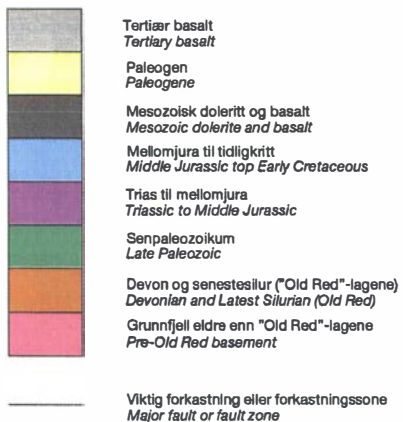 Tertiær basalt
Tertiary basalt
Paleogen
Paleogene
Mesozoisk doleritt og basalt
Mesozoic dolerite and basalt
Mellomjura til tidligkritt
Middle Jurassic top Early Cretaceous
Trias til mellomjura
Triassic to Middle Jurassic
Senpaleozoikum
Late Paleozoic
Devon og senestesilur ("Old Red"-lagene)
Devonian and Latest Silurian (Old Red)
Grunnfjell eldre enn "Old Red"-lagene
Pre-Old Red basement
Viktig forkastning eller forkastningssone
Major fault or fault zone